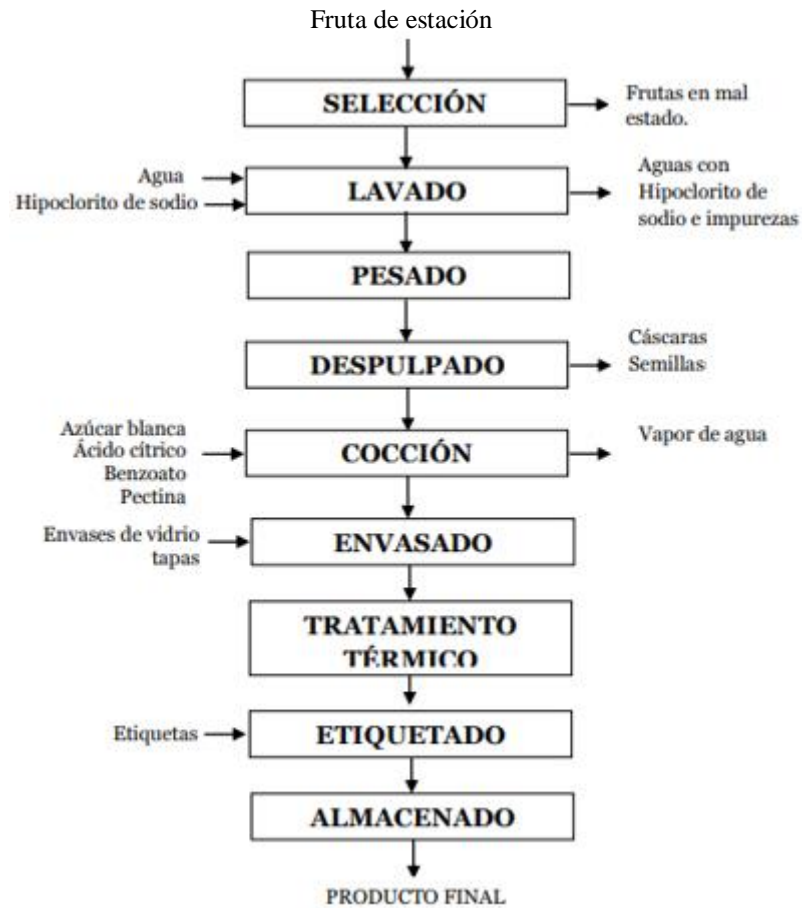 Fruta de estación
SELECCIÓN
Frutas en mal
estado.
Agua
Hipoclorito de sodio
LAVADO
Aguas con
Hipoclorito de
sodio e impurezas
PESADO
DESPULPADO
Cáscaras
Semillas
Azúcar blanca
Ácido cítrico
Benzoato
Pectina
COCCIÓN
Vapor de agua
Envases de vidrio
tapas
ENVASADO
TRATAMIENTO
TÉRMICO
Etiquetas
ETIQUETADO
ALMACENADO
PRODUCTO FINAL